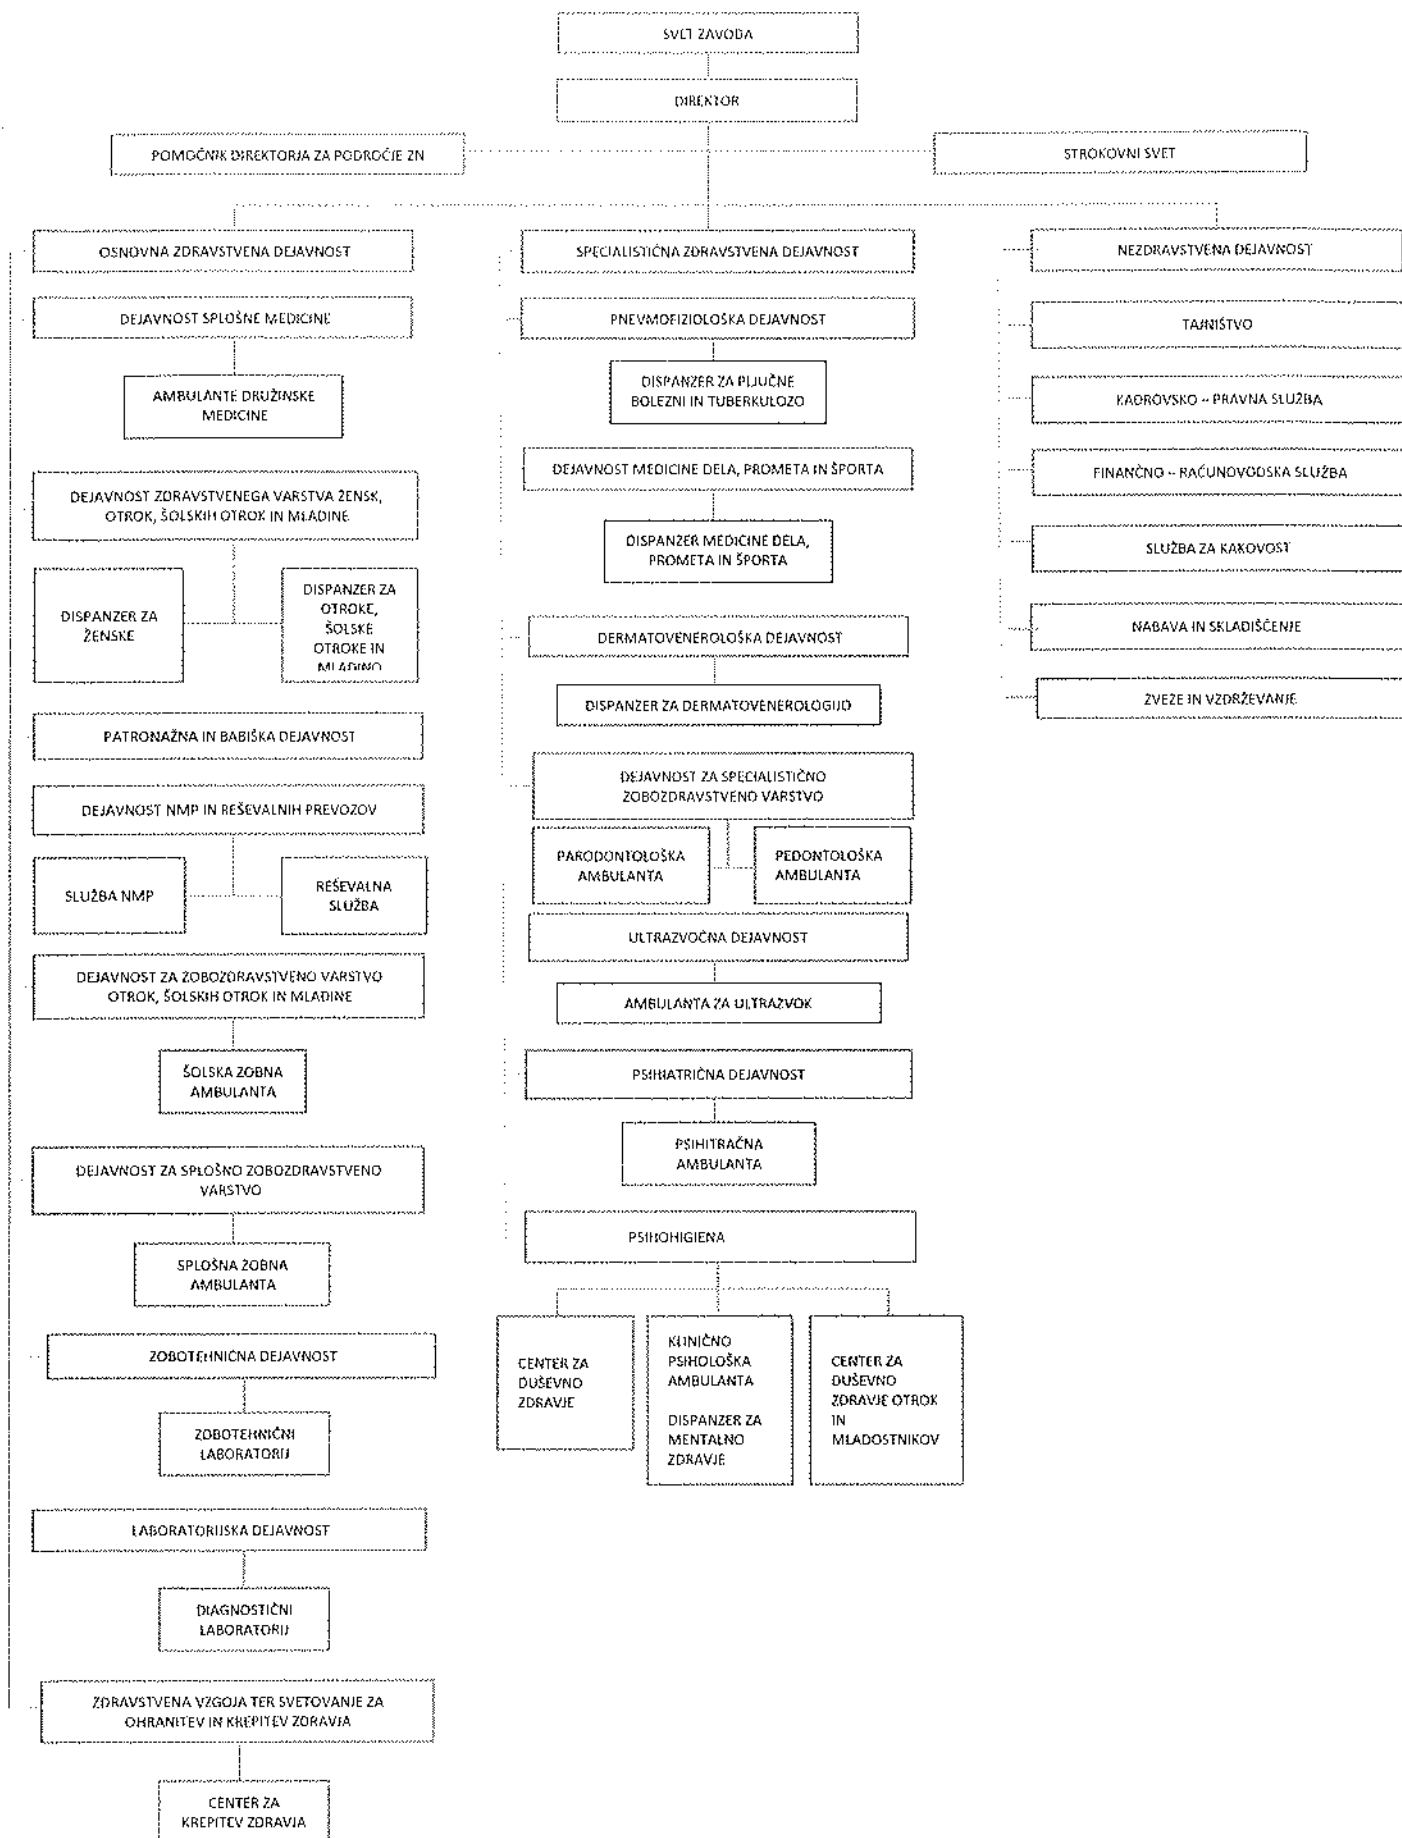 SVET ZAVODA
DIREKTOR
POMOČNIK DIREKTORJA ZA PODROČJE ZN
STROKOVNI SVET
OSNOVNA ZDRAVSTVENA DEJAVNOST
DEJAVNOST SPLOŠNE MEDICINE
AMBULANTE DRUŽINSKE
MEDICINE
DEJAVNOST ZDRAVSTVENEGA VARSTVA ŽENSK,
OTROK, ŠOLSKIH OTROK IN MLADINE
DISPANZER ZA
ŽENSKE
DISPANZER ZA
OTROKE,
ŠOLSKE
OTROKE IN
MLADINO
PATRONAŽNA IN BABIŠKA DEJAVNOST
DEJAVNOST NMP IN REŠEVALNIH PREVOZOV
SLUŽBA NMP
REŠEVALNA
SLUŽBA
DEJAVNOST ZA ZOBOZDRAVSTVENO VARSTVO
OTROK, ŠOLSKIH OTROK IN MLADINE
ŠOLSKA ZOBNA
AMBULANTA
DEJAVNOST ZA SPLOŠNO ZOBOZDRAVSTVENO
VARSTVO
SPLOŠNA ZOBNA
AMBULANTA
ZOBOTEHNIČNA DEJAVNOST
ZOBOTEHNIČNI
LABORATORIJ
LABORATORIJSKA DEJAVNOST
DIAGNOSTIČNI
LABORATORIJ
ZDRAVSTVENA VZGOJA TER SVETOVANJE ZA
OHRANITEV IN KREPITEV ZDRAVJA
CENTER ZA
KREPITEV ZDRAVJA
SPECIALISTIČNA ZDRAVSTVENA DEJAVNOST
PNEVMOFIZIOLOŠKA DEJAVNOST
DISPANZER ZA PLJUČNE
BOLEZNI IN TUBERKULOZO
DEJAVNOST MEDICINE DELA, PROMETA IN ŠPORTA
DISPANZER MEDICINE DELA,
PROMETA IN ŠPORTA
DERMATOVENEROLOŠKA DEJAVNOST
DISPANZER ZA DERMATOVENEROLOGIJO
DEJAVNOST ZA SPECIALISTIČNO
ZOBOZDRAVSTVENO VARSTVO
PARODONTOLOŠKA
AMBULANTA
PEDONTOLOŠKA
AMBULANTA
ULTRAZVOČNA DEJAVNOST
AMBULANTA ZA ULTRAZVOK
PSIHIATRIČNA DEJAVNOST
PSIHITRAČNA
AMBULANTA
PSIHOHIGIENA
CENTER ZA
DUŠEVNO
ZDRAVJE
KLINIČNO
PSIHOLOŠKA
AMBULANTA
DISPANZER ZA
MENTALNO
ZDRAVJE
CENTER ZA
DUŠEVNO
ZDRAVJE OTROK
IN
MLADOSTNIKOV
NEZDRAVSTVENA DEJAVNOST
TAJNIŠTVO
KADROVSKO – PRAVNA SLUŽBA
FINANČNO – RAČUNOVODSKA SLUŽBA
SLUŽBA ZA KAKOVOST
NABAVA IN SKLADIŠČENJE
ZVEZE IN VZDRŽEVANJE